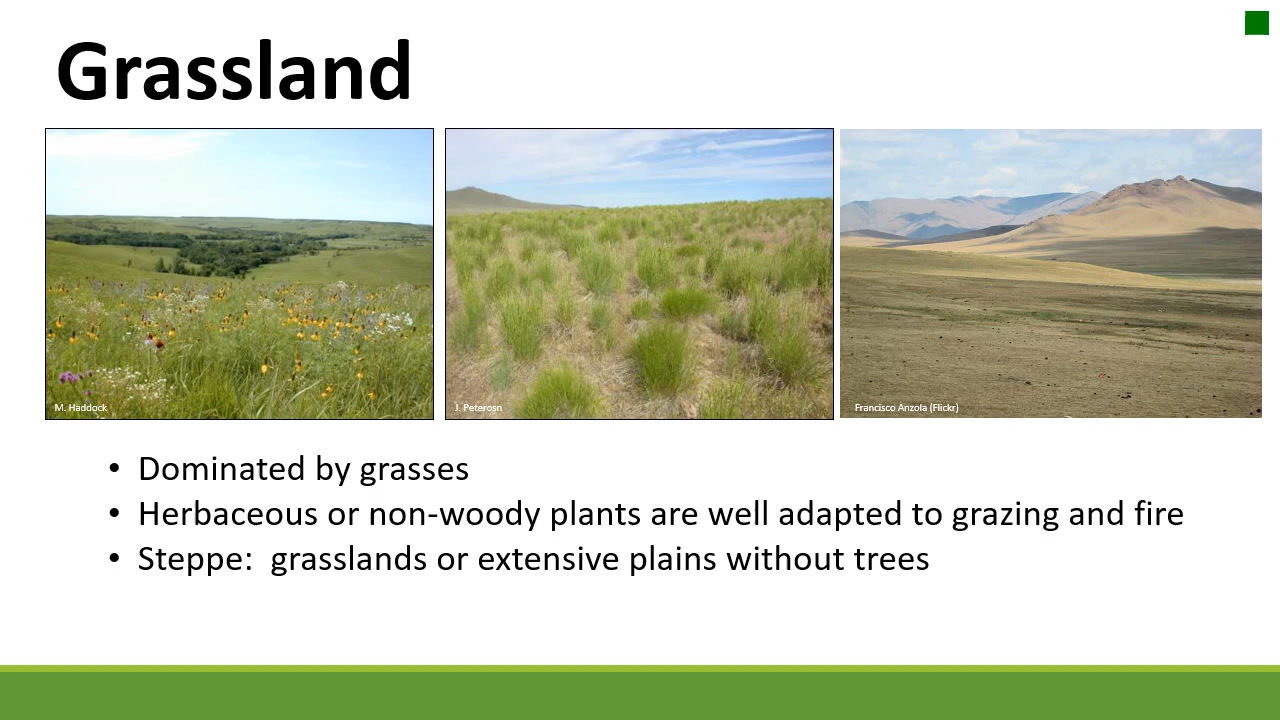 Grassland
M. Haddock
J. Peterosn
Francisco Anzola (Flickr)
• Dominated by grasses
• Herbaceous or non-woody plants are well adapted to grazing and fire
• Steppe:  grasslands or extensive plains without trees